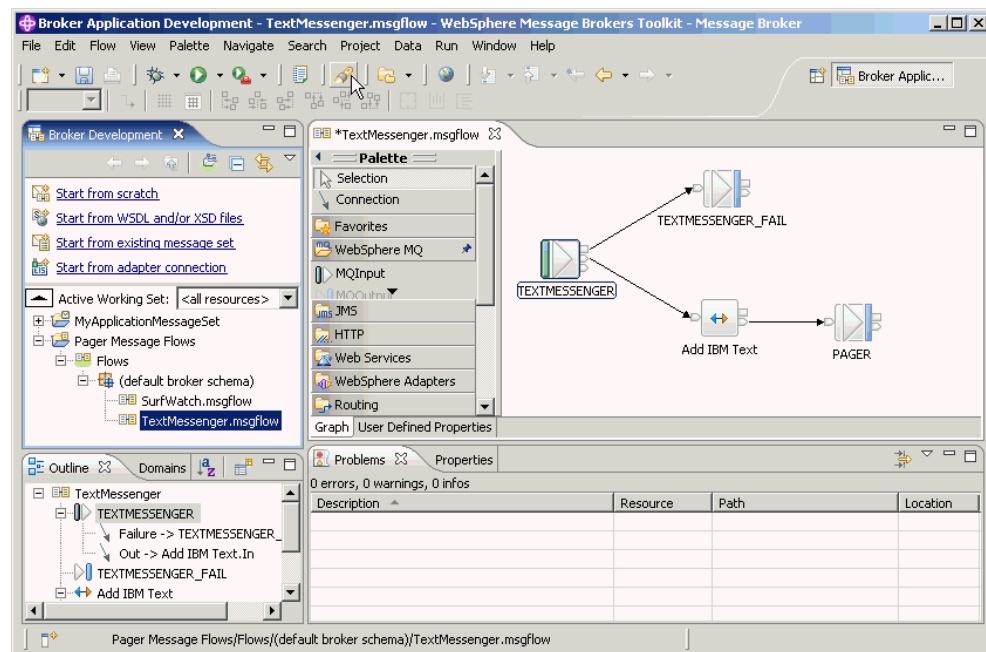 Broker Application Development - TextMessenger.msgflow - WebSphere Message Brokers Toolkit - Message Broker
File Edit Flow View Palette Navigate Search Project Data Run Window Help
Broker Applic...
Broker Development
Start from scratch
Start from WSDL and/or XSD files
Start from existing message set
Start from adapter connection
Active Working Set: <all resources>
MyApplicationMessageSet
Pager Message Flows
Flows
(default broker schema)
SurfWatch.msgflow
TextMessenger.msgflow
*TextMessenger.msgflow
Palette
Selection
Connection
Favorites
WebSphere MQ
MQInput
MQOutput
JMS
HTTP
Web Services
WebSphere Adapters
Routing
TEXTMESSENGER
TEXTMESSENGER_FAIL
Add IBM Text
PAGER
Graph User Defined Properties
Outline Domains
TextMessenger
TEXTMESSENGER
Failure -> TEXTMESSENGER_
Out -> Add IBM Text.In
TEXTMESSENGER_FAIL
Add IBM Text
Problems Properties
0 errors, 0 warnings, 0 infos
Description Resource Path Location
Pager Message Flows/Flows/(default broker schema)/TextMessenger.msgflow